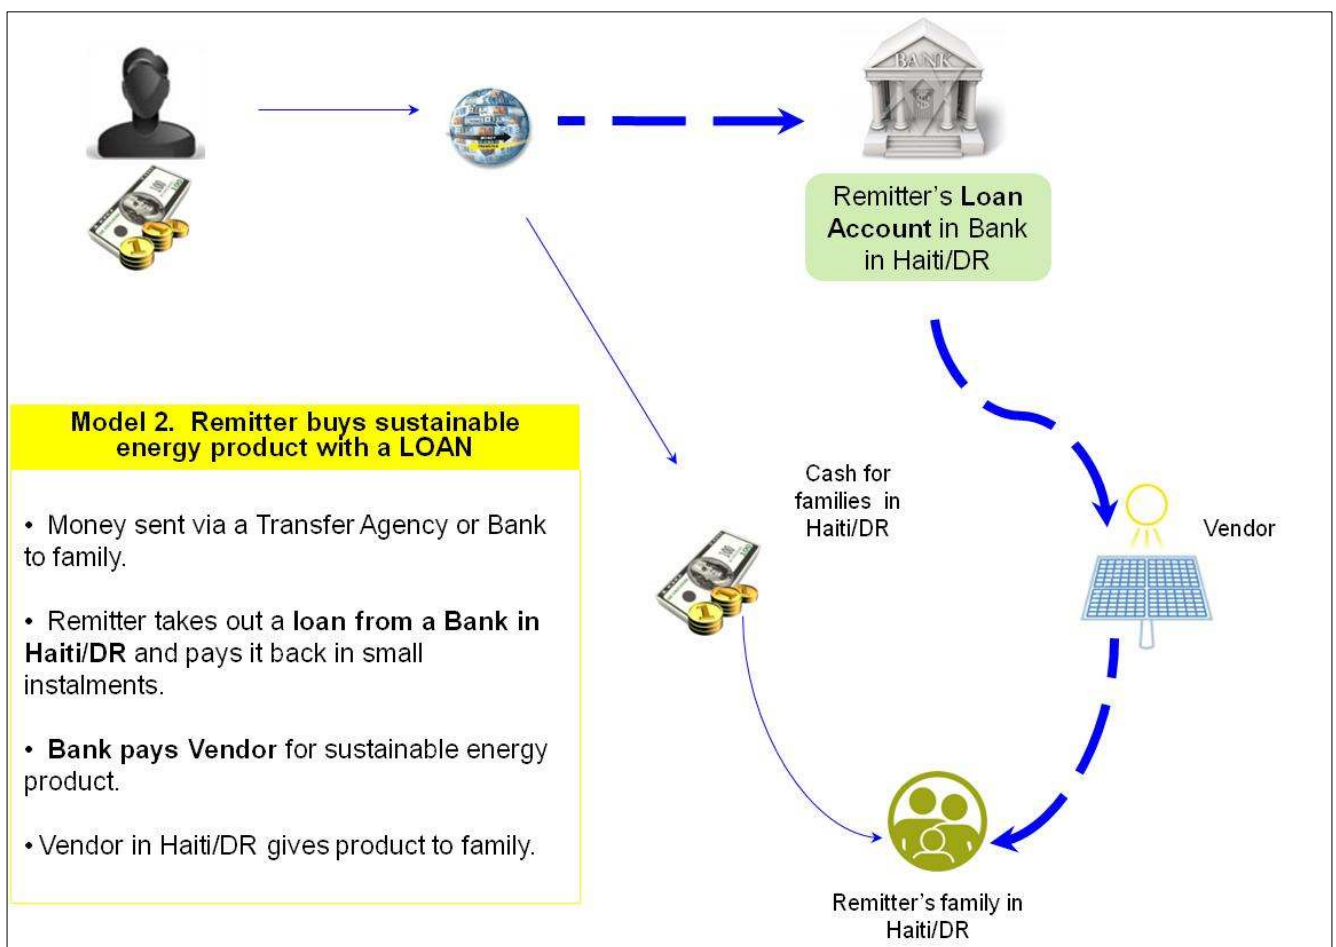 BANK
Remitter's Loan
Account in Bank
in Haiti/DR
Model 2.  Remitter buys sustainable
energy product with a LOAN
•  Money sent via a Transfer Agency or Bank
to family.
•  Remitter takes out a loan from a Bank in
Haiti/DR and pays it back in small
instalments.
•  Bank pays Vendor for sustainable energy
product.
• Vendor in Haiti/DR gives product to family.
Cash for
families  in
Haiti/DR
Vendor
Remitter's family in
Haiti/DR